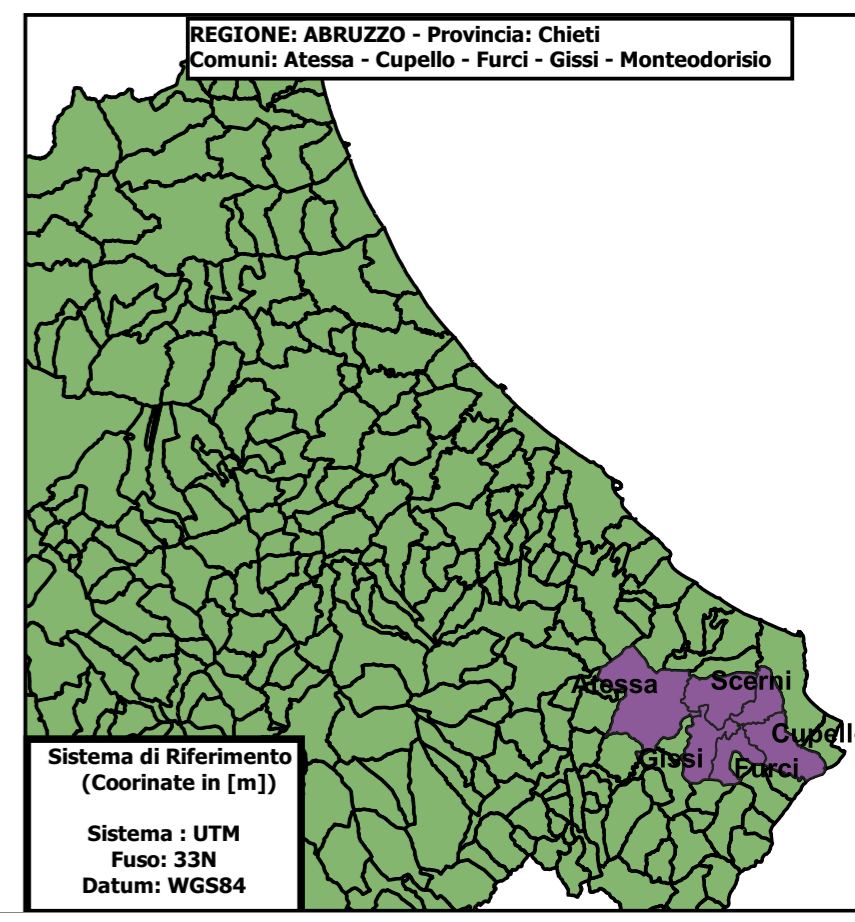 REGIONE: ABRUZZO - Provincia: Chieti
Comuni: Atessa - Cupello - Furci - Gissi - Monteodorisio
Atessa
Scerni
Cupello
Gissi
Furci
Sistema di Riferimento
(Coorinate in [m])
Sistema : UTM
Fuso: 33N
Datum: WGS84